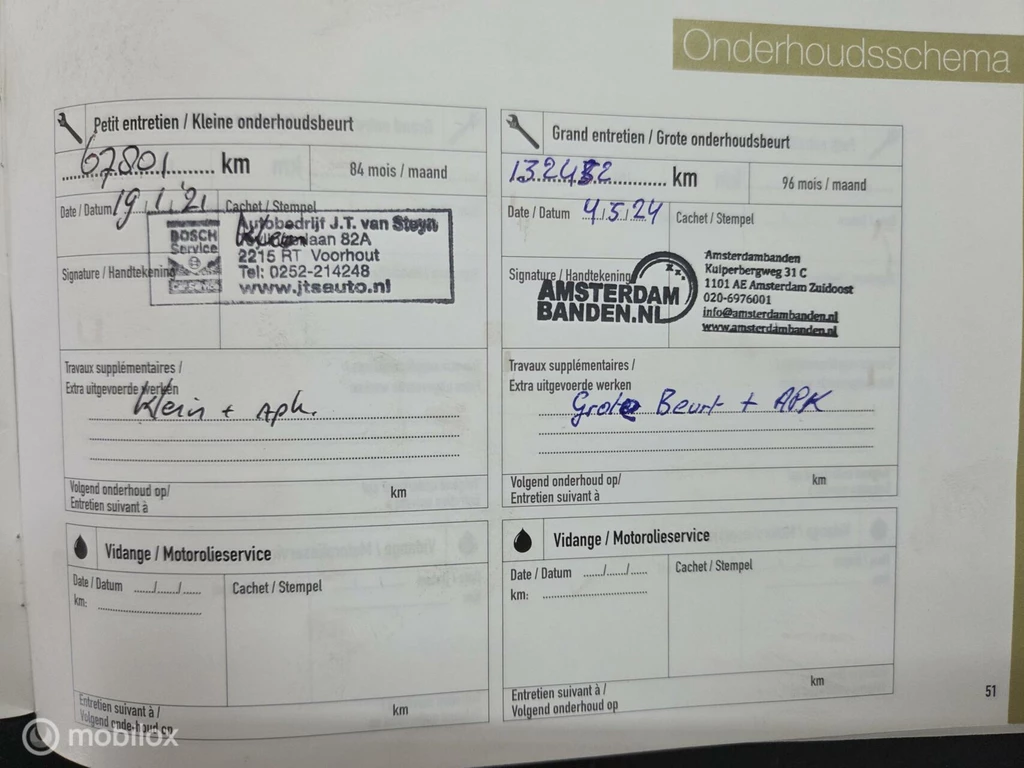 Onderhoudsschema
Petit entretien / Kleine onderhoudsbeurt
67801 km
84 mois / maand
Date / Datum 19/1/'21
Cachet / Stempel
BOSCH
Service
Autobedrijf J.T. van Steyn
laan 82A
2215 RT Voorhout
Tel: 0252-214248
www.jtsauto.nl
Signature / Handtekening
Travaux supplémentaires /
Extra uitgevoerde werken
Klein + Apk.
Volgend onderhoud op/
Entretien suivant à
km
Vidange / Motorolieservice
Date / Datum ...../...../.....
km:
Cachet / Stempel
Entretien suivant à /
Volgend onderhoud op
km
Grand entretien / Grote onderhoudsbeurt
km
96 mois / maand
Date / Datum 4/5/24
Cachet / Stempel
Signature / Handtekening
AMSTERDAM
BANDEN.NL
xxx
Amsterdambanden
Kuiperbergweg 31 C
1101 AE Amsterdam Zuidoost
020-6976001
info@amsterdambanden.nl
www.amsterdambanden.nl
Travaux supplémentaires /
Extra uitgevoerde werken
Grote Beurt + APK
Volgend onderhoud op/
Entretien suivant à
km
Vidange / Motorolieservice
Date / Datum ...../...../.....
km:
Cachet / Stempel
Entretien suivant à /
Volgend onderhoud op
km
51
mobilox